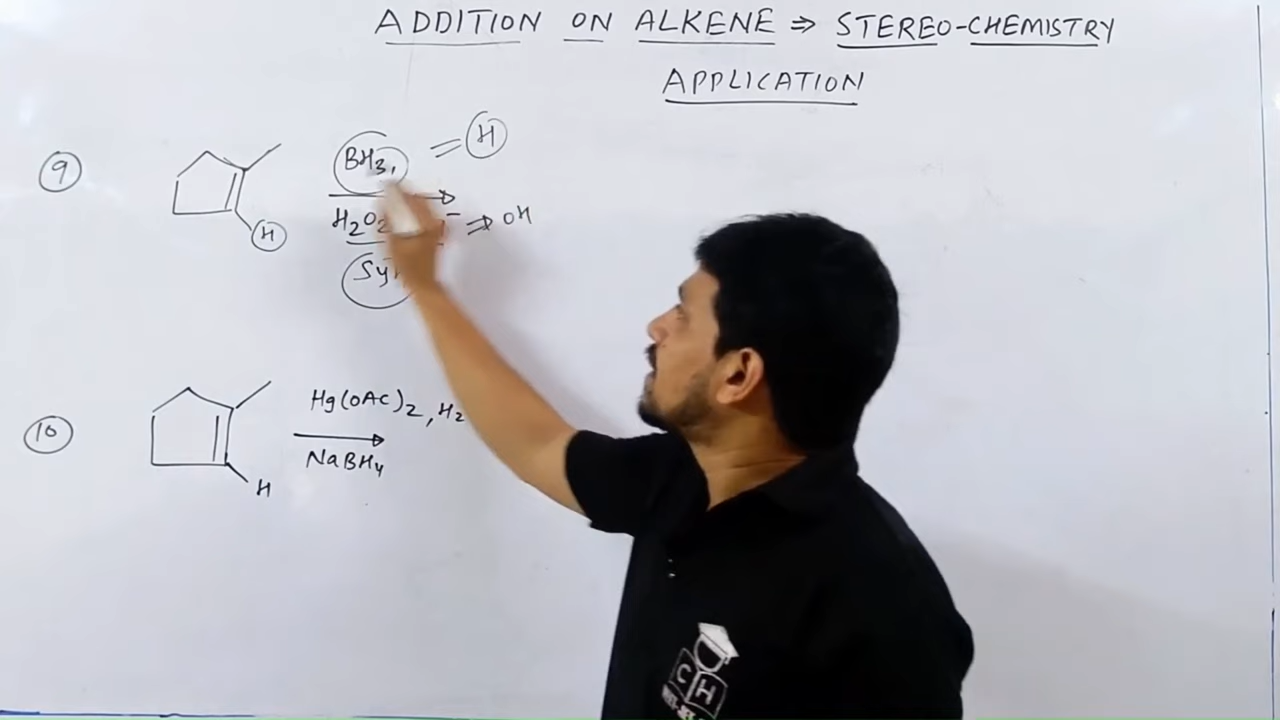 ADDITION ON ALKENE ⇒ STEREO-CHEMISTRY
APPLICATION
9
BH3,
= H
H2O2
⇒ OH
H
10
Hg(OAC)2, H2
NaBH4
H
C H